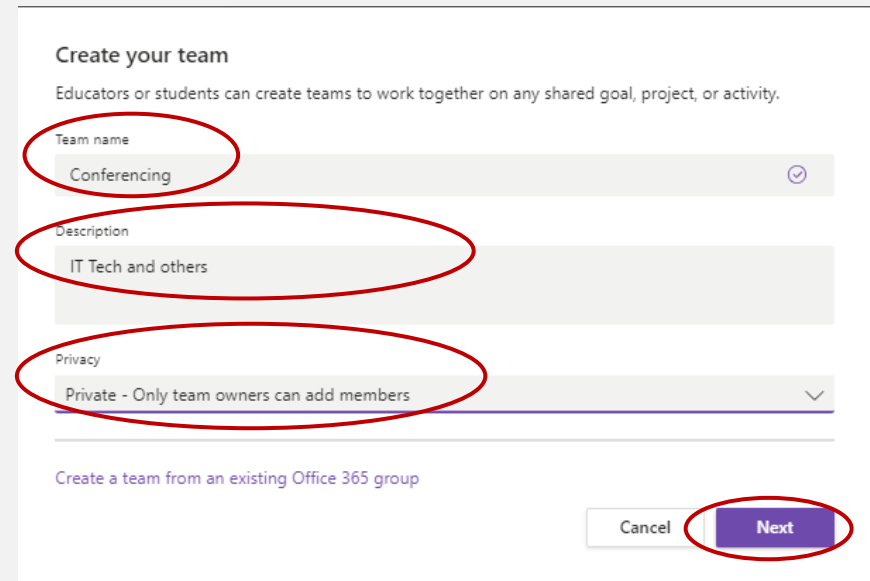 Create your team
Educators or students can create teams to work together on any shared goal, project, or activity.
Team name
Conferencing
Description
IT Tech and others
Privacy
Private - Only team owners can add members
Create a team from an existing Office 365 group
Cancel Next